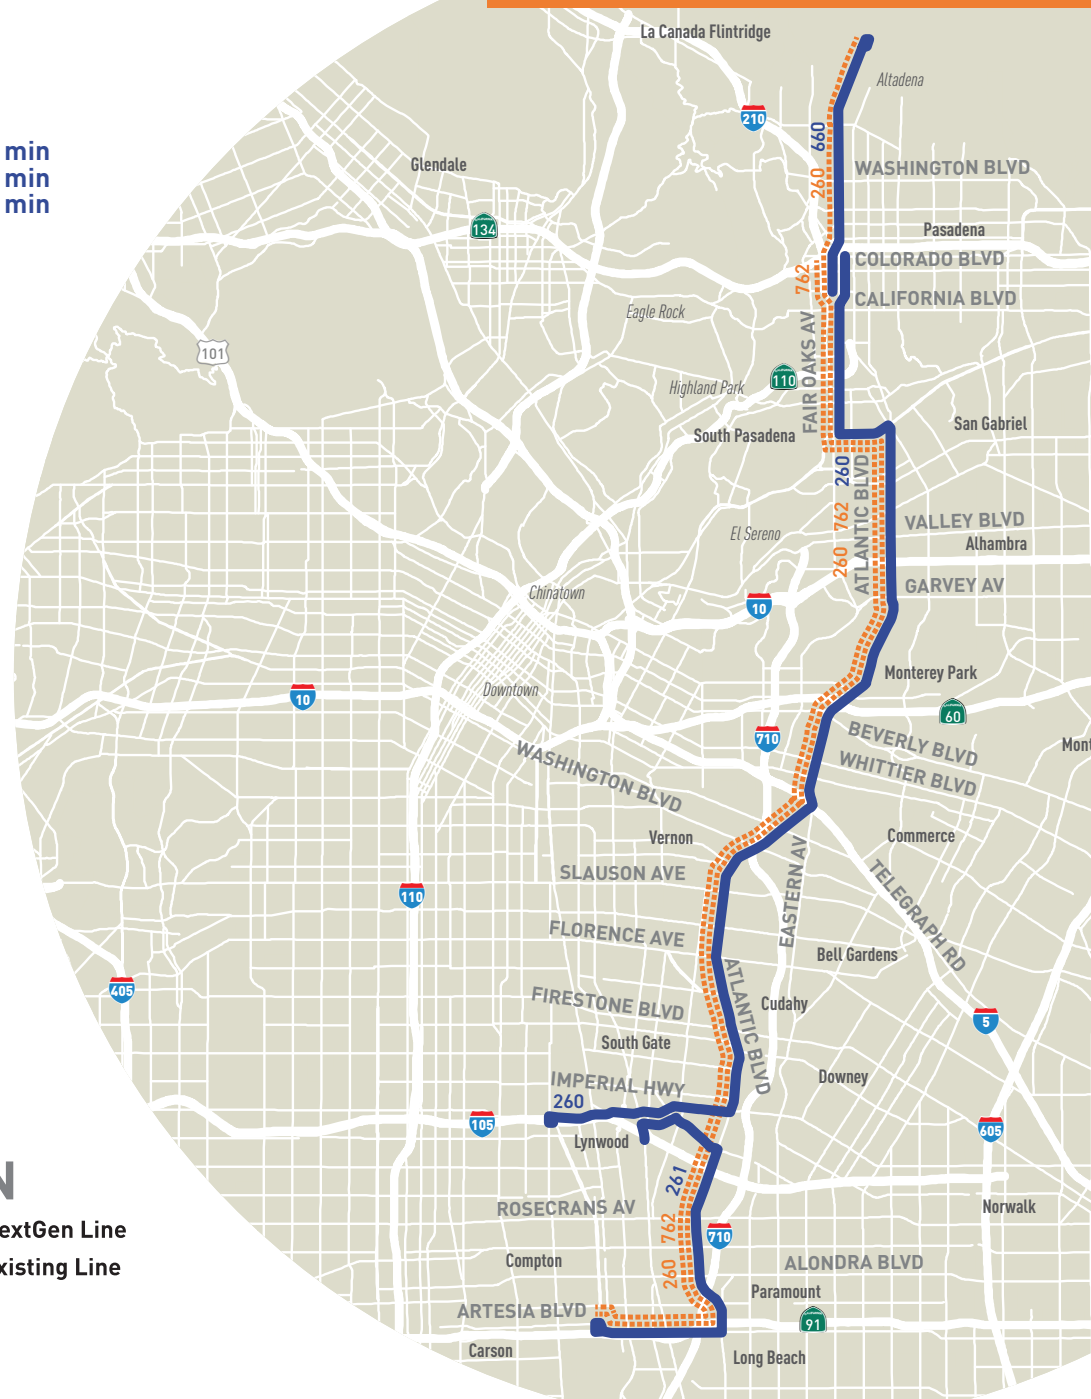 La Canada Flintridge
Altadena
210
min
min
min
660
260
Glendale
WASHINGTON BLVD
134
Pasadena
COLORADO BLVD
762
CALIFORNIA BLVD
Eagle Rock
101
FAIR OAKS AV
110
Highland Park
South Pasadena
San Gabriel
260
ATLANTIC BLVD
260 762
VALLEY BLVD
El Sereno
Alhambra
GARVEY AV
Chinatown
10
Monterey Park
Downtown
10
60
710
BEVERLY BLVD
WHITTIER BLVD
WASHINGTON BLVD
Vernon
Commerce
SLAUSON AVE
EASTERN AV
TELEGRAPH RD
110
FLORENCE AVE
Bell Gardens
405
ATLANTIC BLVD
FIRESTONE BLVD
Cudahy
5
South Gate
Downey
IMPERIAL HWY
260
105
605
Lynwood
261
ROSECRANS AV
Norwalk
260 762
710
extGen Line
xisting Line
Compton
ALONDRA BLVD
Paramount
ARTESIA BLVD
91
Carson
Long Beach